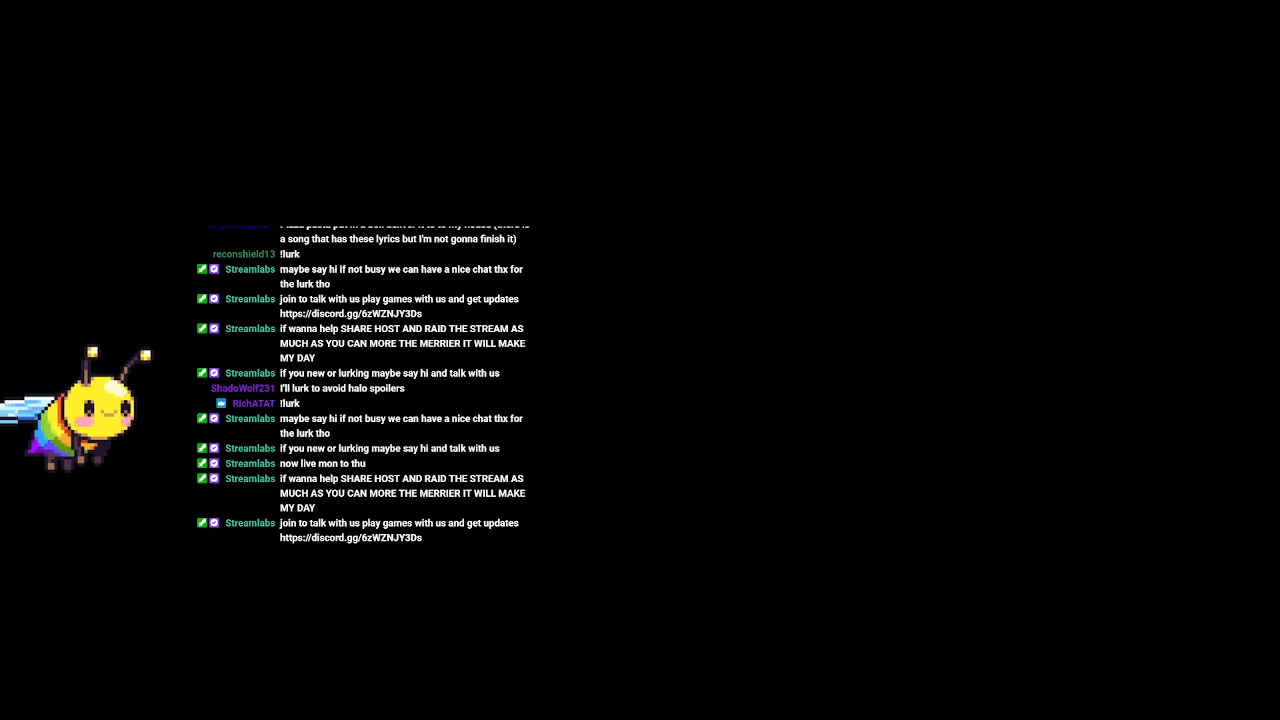 a song that has these lyrics but I'm not gonna finish it)
reconshield13 !lurk
Streamlabs maybe say hi if not busy we can have a nice chat thx for
the lurk tho
Streamlabs join to talk with us play games with us and get updates
https://discord.gg/6zWZNJY3Ds
Streamlabs if wanna help SHARE HOST AND RAID THE STREAM AS
MUCH AS YOU CAN MORE THE MERRIER IT WILL MAKE
MY DAY
Streamlabs if you new or lurking maybe say hi and talk with us
ShadoWolf231 I'll lurk to avoid halo spoilers
RichATAT !lurk
Streamlabs maybe say hi if not busy we can have a nice chat thx for
the lurk tho
Streamlabs if you new or lurking maybe say hi and talk with us
Streamlabs now live mon to thu
Streamlabs if wanna help SHARE HOST AND RAID THE STREAM AS
MUCH AS YOU CAN MORE THE MERRIER IT WILL MAKE
MY DAY
Streamlabs join to talk with us play games with us and get updates
https://discord.gg/6zWZNJY3Ds